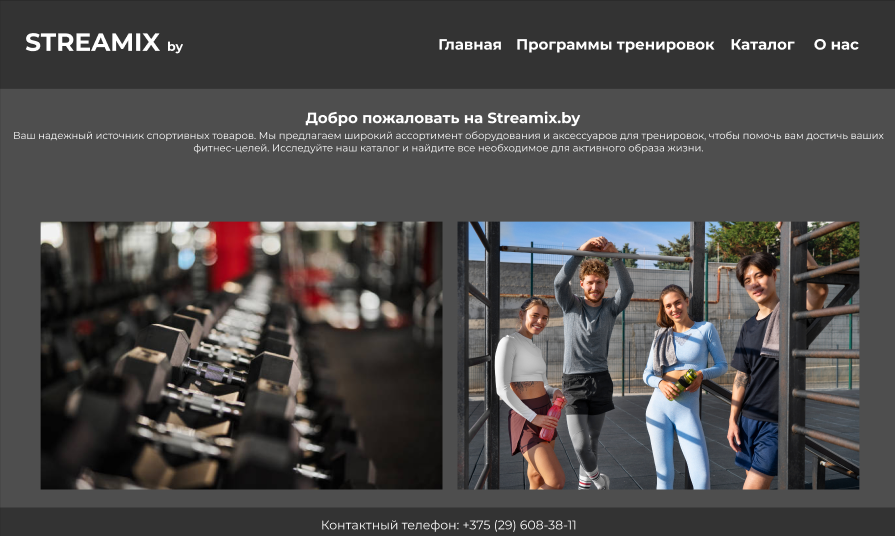 STREAMIX by
Главная Программы тренировок Каталог О нас
Добро пожаловать на Streamix.by
Ваш надежный источник спортивных товаров. Мы предлагаем широкий ассортимент оборудования и аксессуаров для тренировок, чтобы помочь вам достичь ваших
фитнес-целей. Исследуйте наш каталог и найдите все необходимое для активного образа жизни.
Контактный телефон: +375 (29) 608-38-11